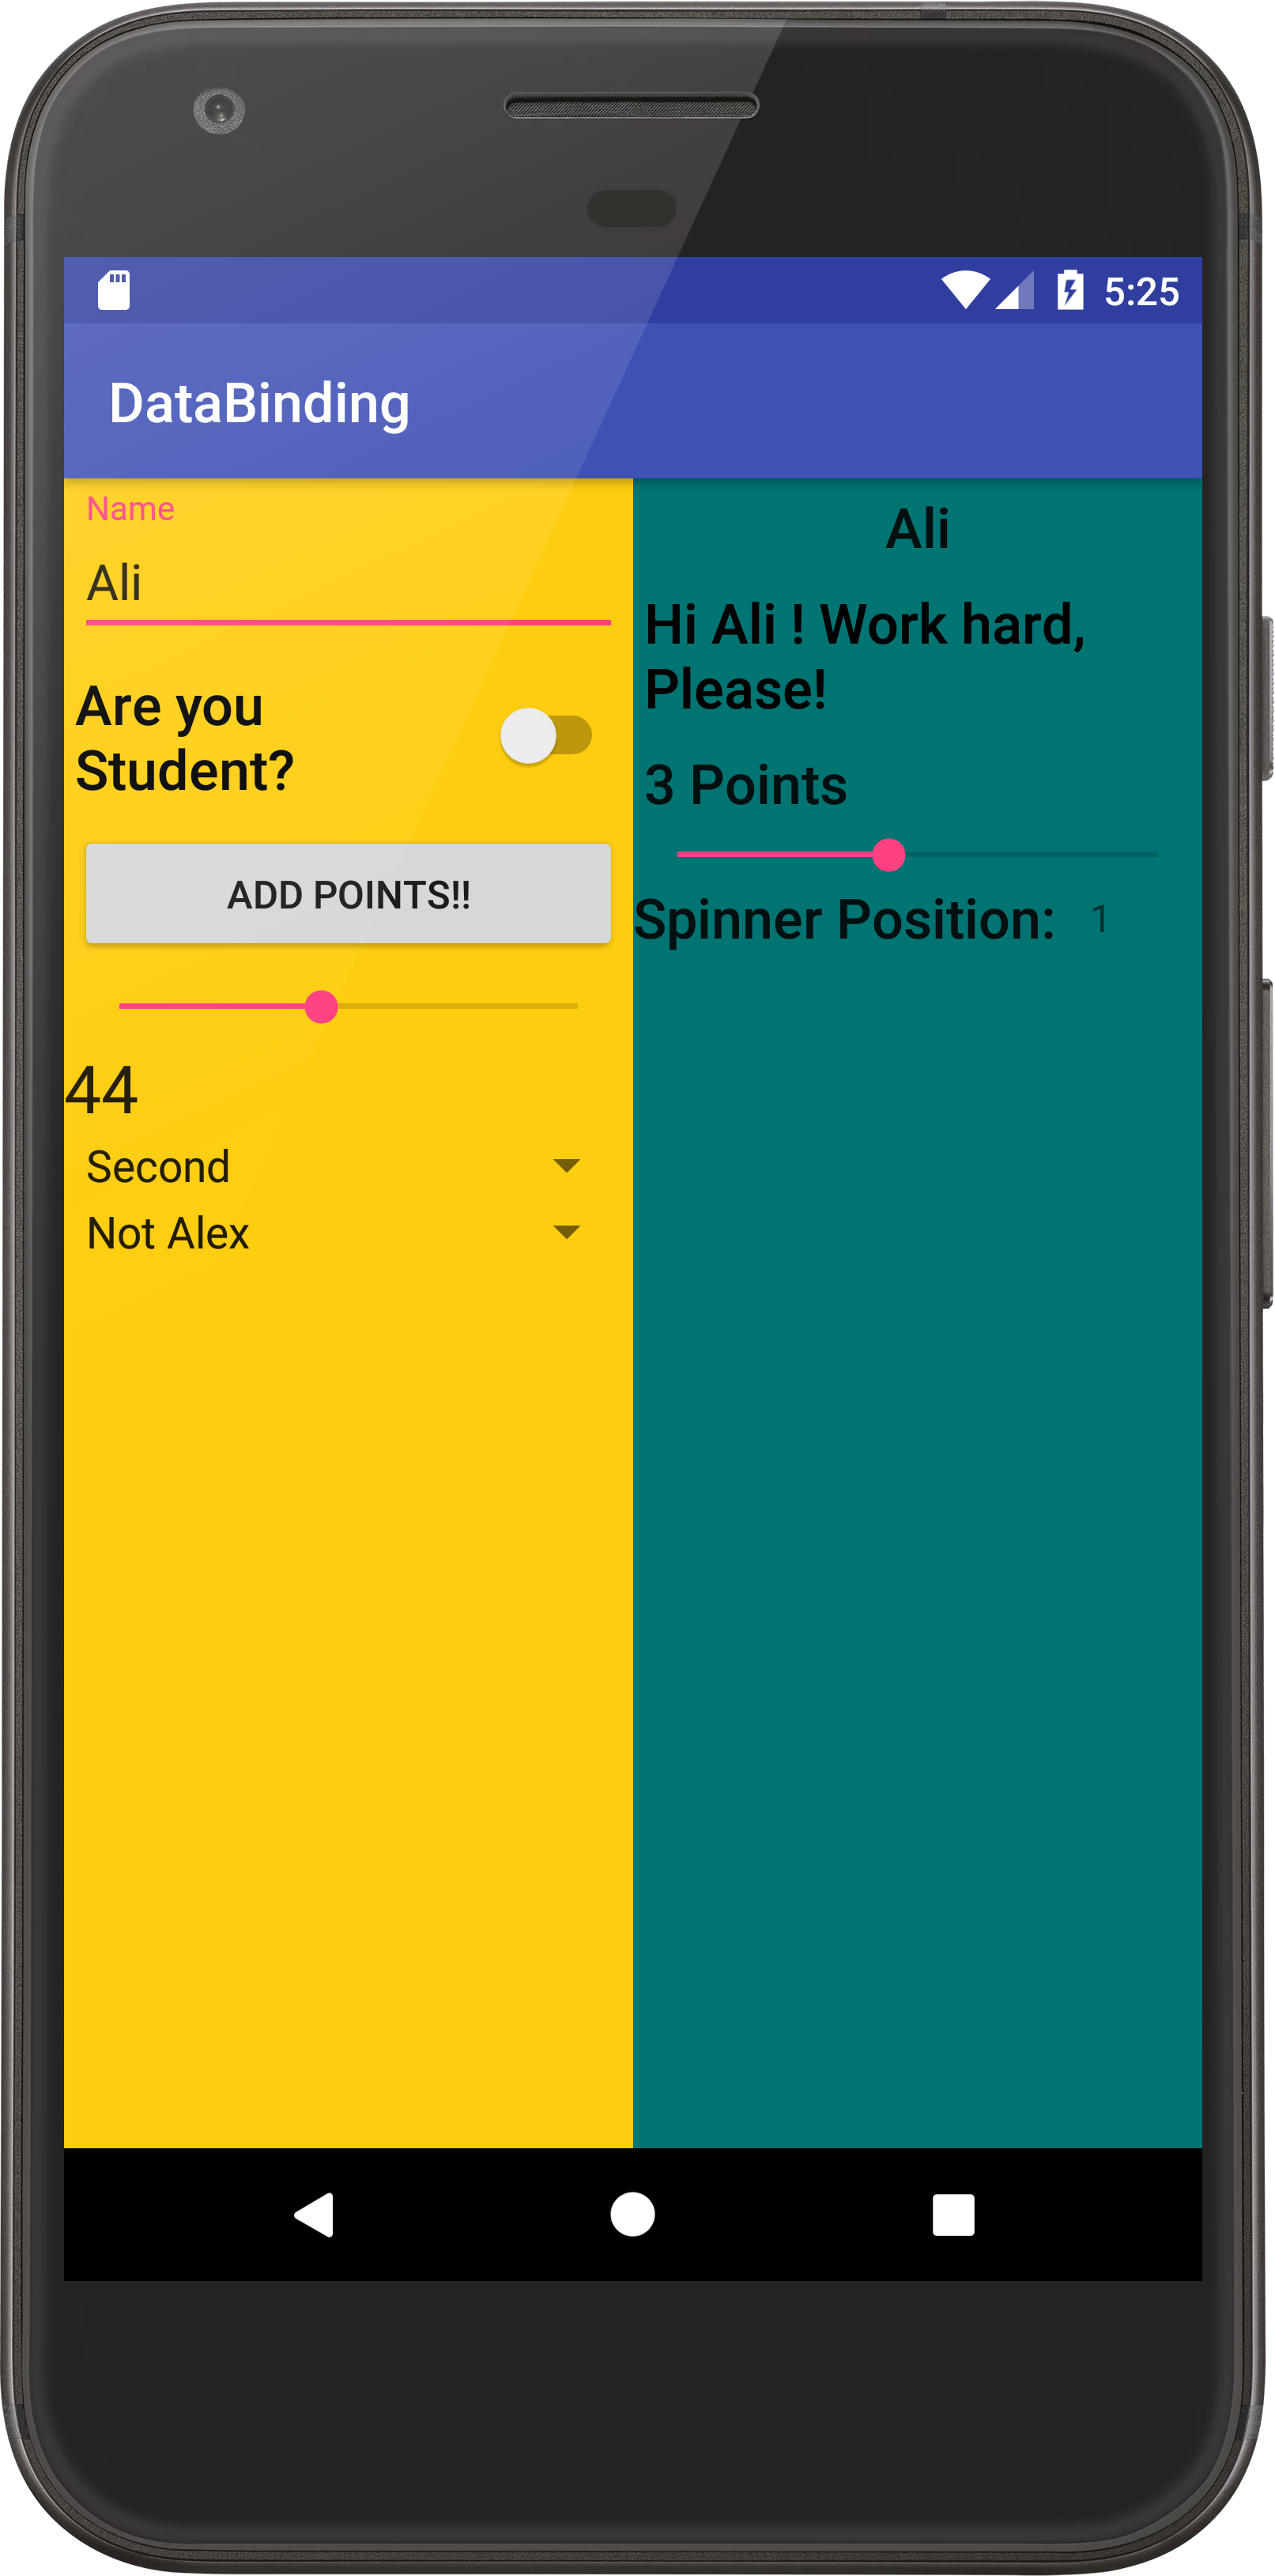 5:25
DataBinding
Name
Ali
Are you
Student?
ADD POINTS!!
44
Second
Not Alex
Ali
Hi Ali ! Work hard,
Please!
3 Points
Spinner Position: 1